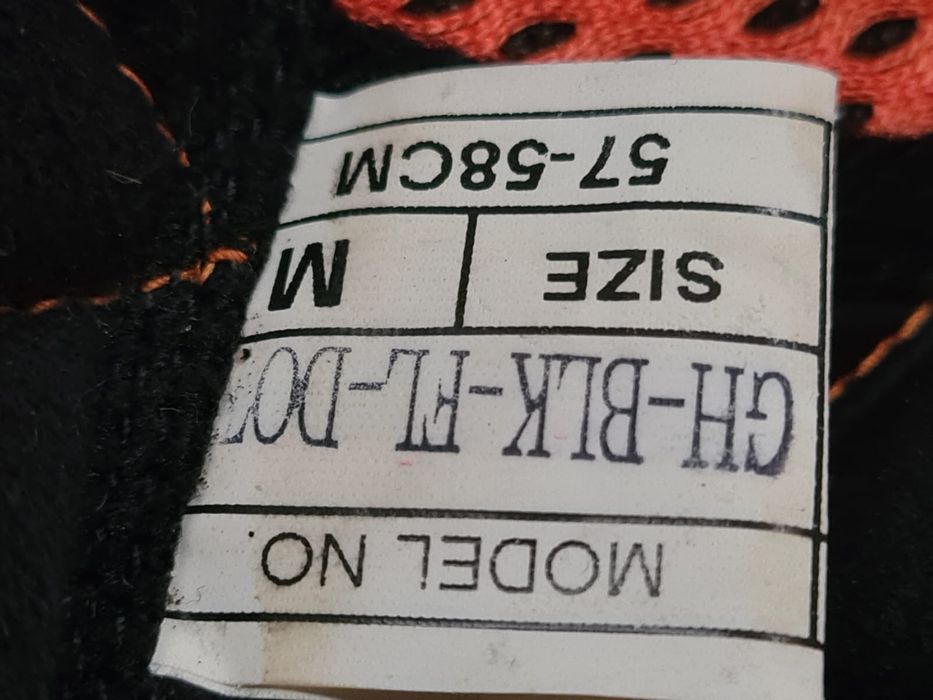 MODEL NO.
GH-BLK-FL-DO
SIZE M
57-58CM